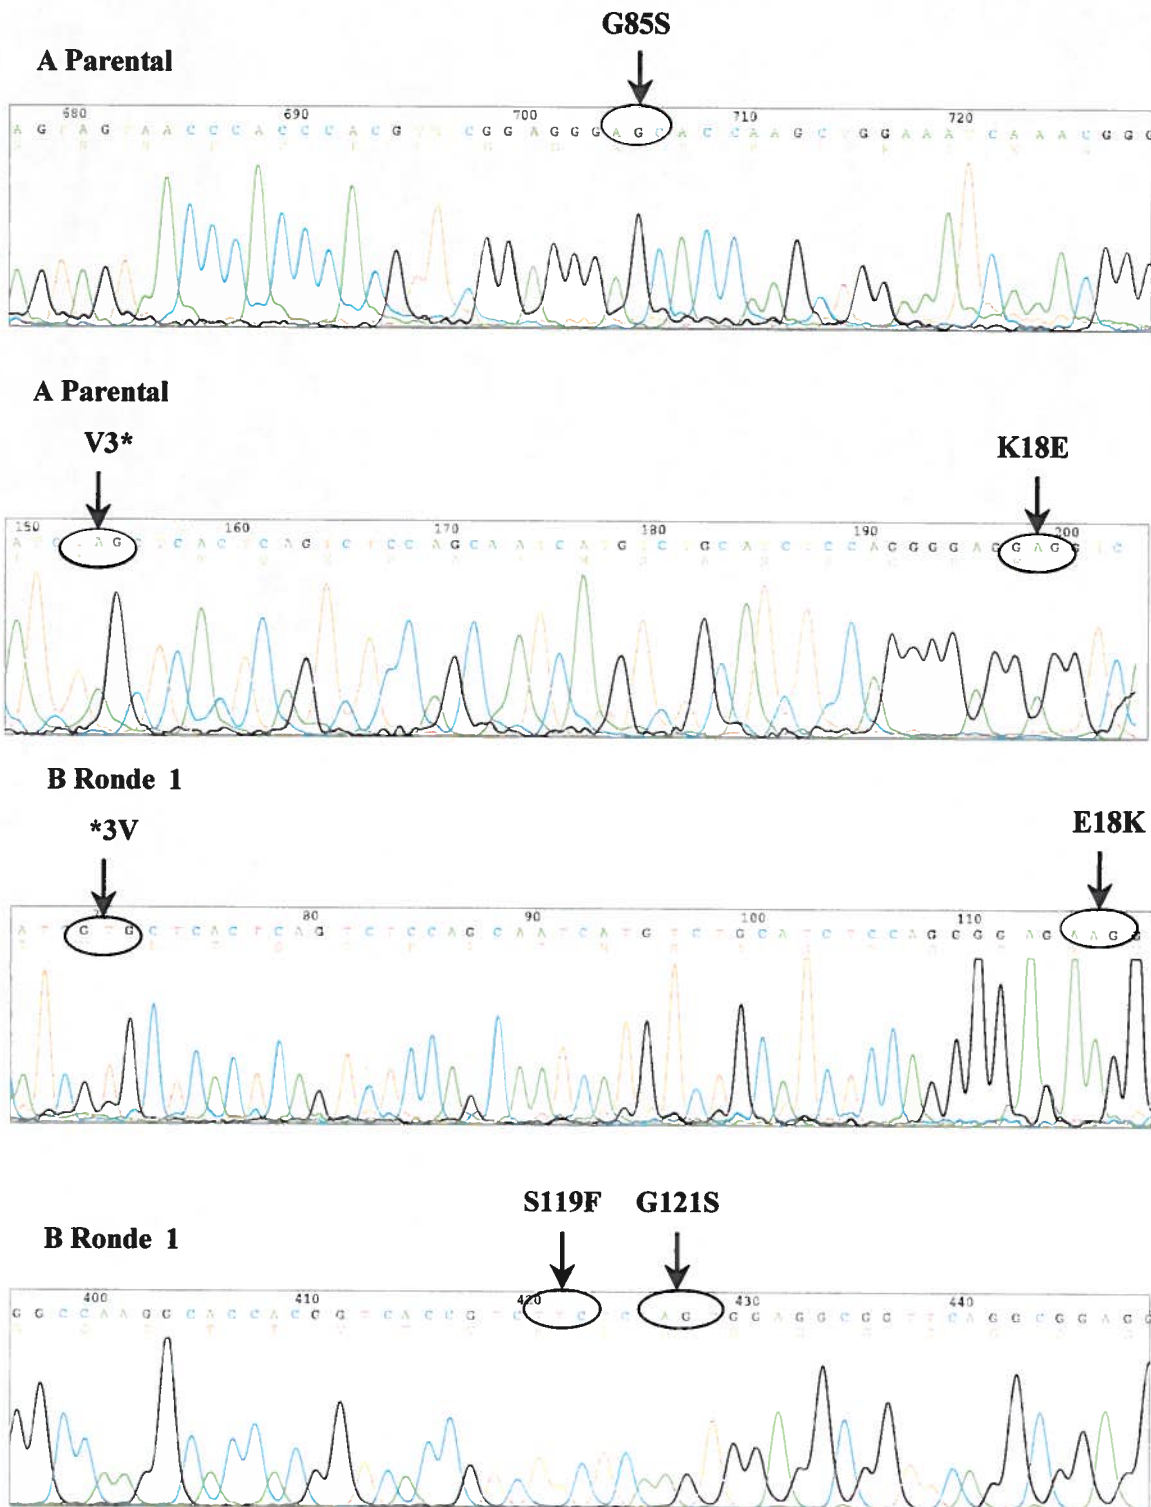 G85S
A Parental
680 690 700 710 720
A G T A G T A A C C C A C C C A C G T T C G G A G G G A G C A C C A A G C T G G A A A T C A A A C G G G
A Parental
V3* K18E
150 160 170 180 190 200
A T C T A G C T C A C T C A G T C T C C A G C A A T C A T G T C T G C A T C T C C A G G G G A G G A G G T C
B Ronde 1
*3V E18K
80 90 100 110
A T T G T G C T C A C T C A G T C T C C A G C A A T C A T G T C T G C A T C T C C A G C G G A G A A G G
S119F G121S
B Ronde 1
400 410 420 430 440
G G C C A A G G C A C C A C C G T C A C C G T C T T C T C A G T G G A G G C G G T T C A G G C G G A G G